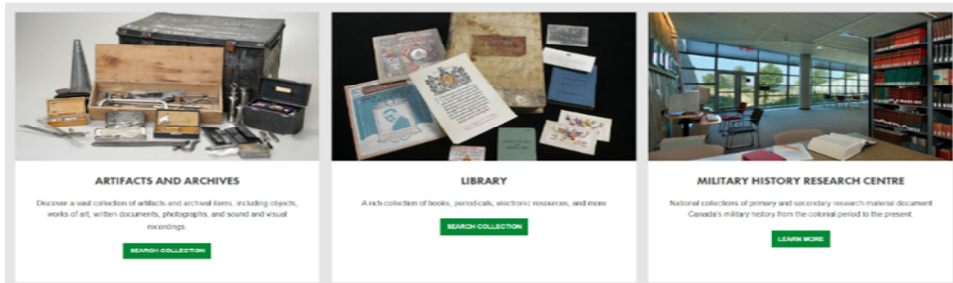 ARTIFACTS AND ARCHIVES
Discover a vast collection of artifacts and archival items, including objects,
works of art, written documents, photographs, and sound and visual
recordings.
SEARCH COLLECTION
LIBRARY
A rich collection of books, periodicals, electronic resources, and more
SEARCH COLLECTION
MILITARY HISTORY RESEARCH CENTRE
National collections of primary and secondary research material document
Canada's military history from the colonial period to the present.
LEARN MORE